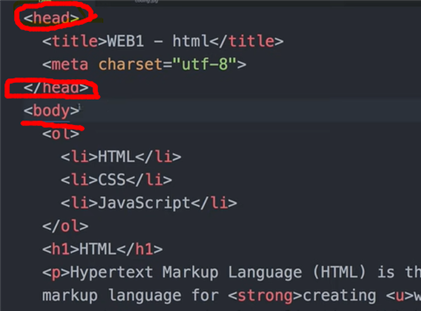 <head>
<title>WEB1 - html</title>
<meta charset="utf-8">
</head>
<body>
<ol>
<li>HTML</li>
<li>CSS</li>
<li>JavaScript</li>
</ol>
<h1>HTML</h1>
<p>Hypertext Markup Language (HTML) is
markup language for <strong>creating <u>